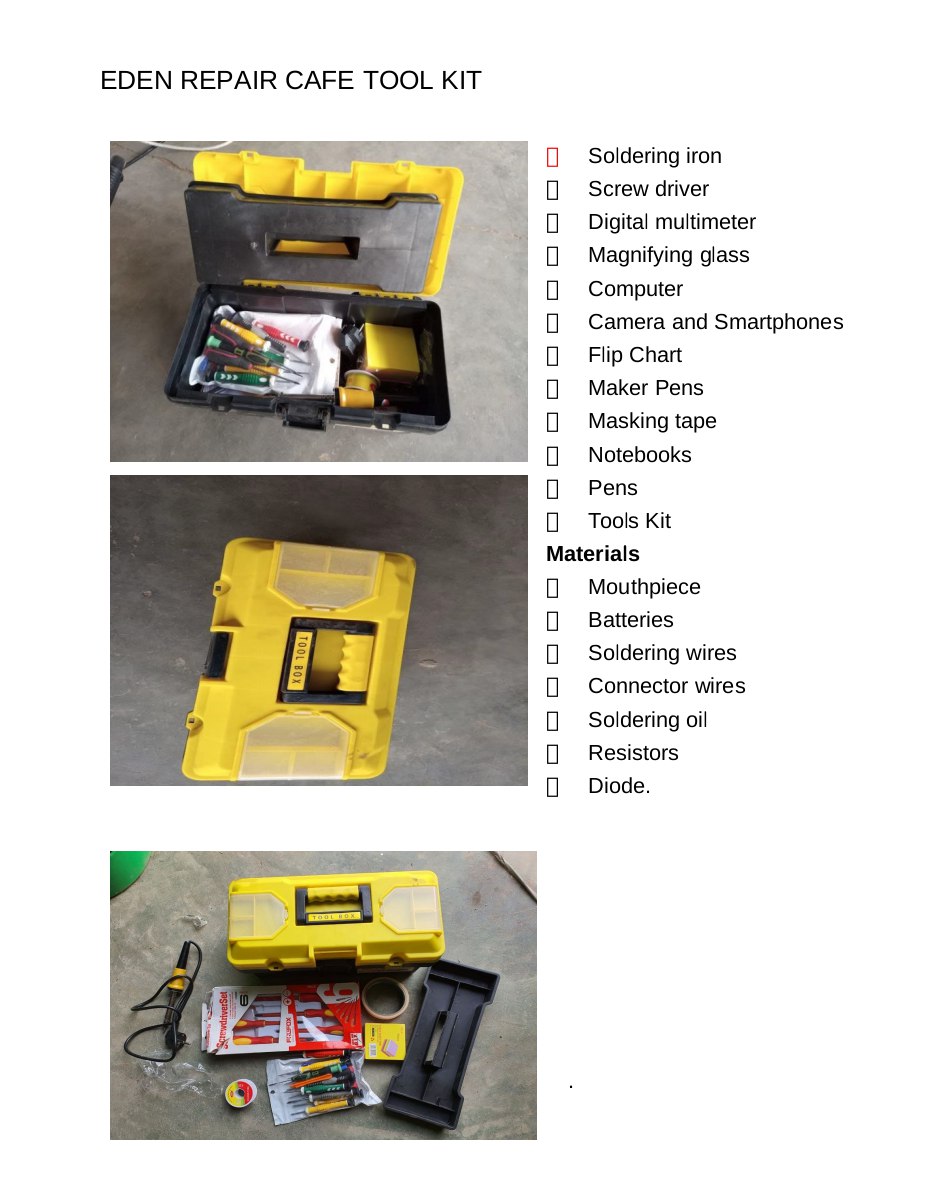 EDEN REPAIR CAFE TOOL KIT
Soldering iron
Screw driver
Digital multimeter
Magnifying glass
Computer
Camera and Smartphones
Flip Chart
Maker Pens
Masking tape
Notebooks
Pens
Tools Kit
Materials
Mouthpiece
Batteries
Soldering wires
Connector wires
Soldering oil
Resistors
Diode.
TOOL BOX
TOOL BOX
ScrewdriverSet
6
.